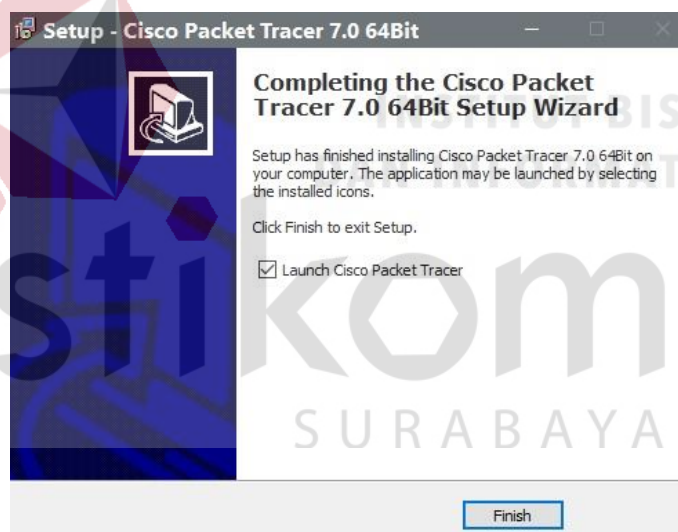 Setup - Cisco Packet Tracer 7.0 64Bit
Completing the Cisco Packet
Tracer 7.0 64Bit Setup Wizard
INSTITUT BIS
Setup has finished installing Cisco Packet Tracer 7.0 64Bit on
your computer. The application may be launched by selecting
the installed icons.
Click Finish to exit Setup.
Launch Cisco Packet Tracer
stikom
SURABAYA
Finish